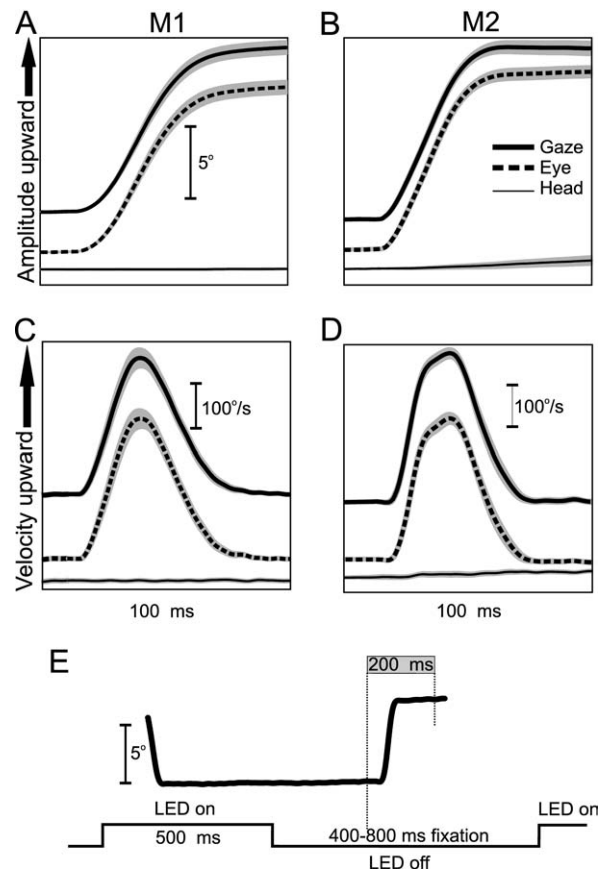 M1
M2
A
B
Amplitude upward
5°
Gaze
Eye
Head
C
D
Velocity upward
100°/s
100°/s
100 ms
100 ms
E
200 ms
5°
LED on
LED on
500 ms
400-800 ms fixation
LED off